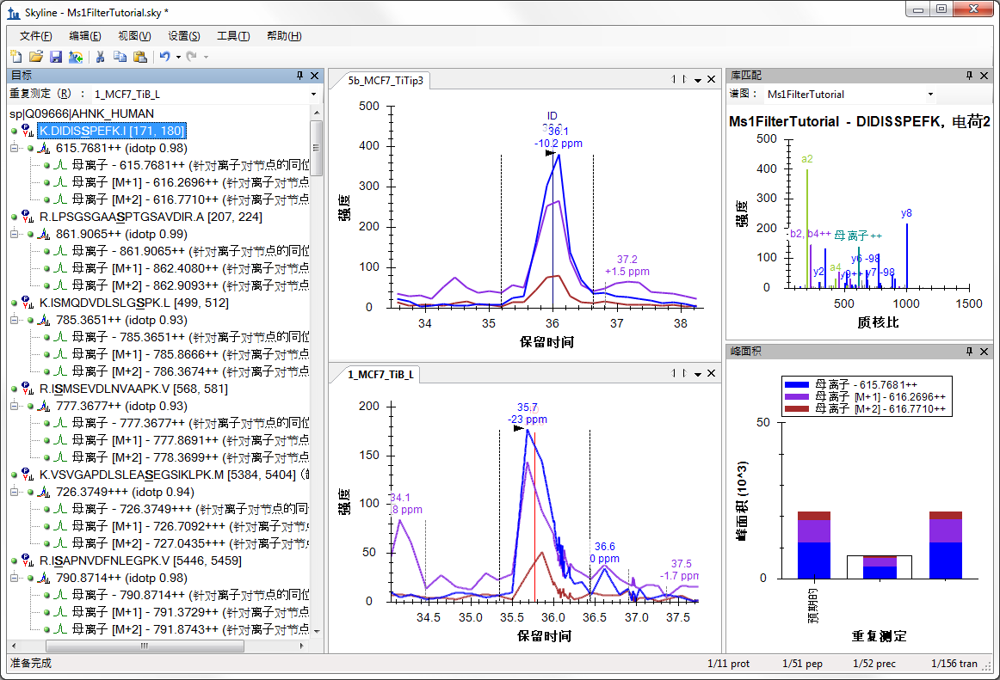 Skyline - Ms1FilterTutorial.sky *
文件(F) 编辑(E) 视图(V) 设置(S) 工具(T) 帮助(H)
目标
重复测定 (R) : 1_MCF7_TiB_L
sp|Q09666|AHNK_HUMAN
K.DIDISSPEFK.I [171, 180]
615.7681++ (idotp 0.98)
母离子 - 615.7681++ (针对离子对节点的同位
母离子 [M+1] - 616.2696++ (针对离子对节点
母离子 [M+2] - 616.7710++ (针对离子对节点
R.LPSGSGAASPTGSAVDIR.A [207, 224]
861.9065++ (idotp 0.99)
母离子 - 861.9065++ (针对离子对节点的同位
母离子 [M+1] - 862.4080++ (针对离子对节点
母离子 [M+2] - 862.9093++ (针对离子对节点
K.ISMQDVDLSLGSPK.L [499, 512]
785.3651++ (idotp 0.93)
母离子 - 785.3651++ (针对离子对节点的同位
母离子 [M+1] - 785.8666++ (针对离子对节点
母离子 [M+2] - 786.3674++ (针对离子对节点
R.ISMSEVDLNVAAPK.V [568, 581]
777.3677++ (idotp 0.93)
母离子 - 777.3677++ (针对离子对节点的同位
母离子 [M+1] - 777.8691++ (针对离子对节点
母离子 [M+2] - 778.3699++ (针对离子对节点
K.VSVGAPDLSLEASEGSIKLPK.M [5384, 5404]
726.3749+++ (idotp 0.94)
母离子 - 726.3749+++ (针对离子对节点的同
母离子 [M+1] - 726.7092+++ (针对离子对节
母离子 [M+2] - 727.0435+++ (针对离子对节
R.ISAPNVDFNLEGPK.V [5446, 5459]
790.8714++ (idotp 0.98)
母离子 - 790.8714++ (针对离子对节点的同位
母离子 [M+1] - 791.3729++ (针对离子对节点
母离子 [M+2] - 791.8743++ (针对离子对节点
5b_MCF7_TiTip3
500
400
300
200
100
0
强度
ID
36.1
-10.2 ppm
37.2
+1.5 ppm
34 35 36 37 38
保留时间
1_MCF7_TiB_L
200
150
100
50
0
强度
35.7
-23 ppm
34.1
8 ppm
36.6
0 ppm
37.5
-1.7 ppm
34.5 35.0 35.5 36.0 36.5 37.0 37.5
保留时间
库匹配
谱图: Ms1FilterTutorial
Ms1FilterTutorial - DIDISSPEFK, 电荷2
500
400
300
200
100
0
强度
a2
y8
b2, b4++
母离子++
y2
a4
y6 -98
y9++
y7 -98
500 1000 1500
质核比
峰面积
母离子 - 615.7681++
母离子 [M+1] - 616.2696++
母离子 [M+2] - 616.7710++
50
0
峰面积 (10^3)
预期的
重复测定
准备完成
1/11 prot 1/51 pep 1/52 prec 1/156 tran